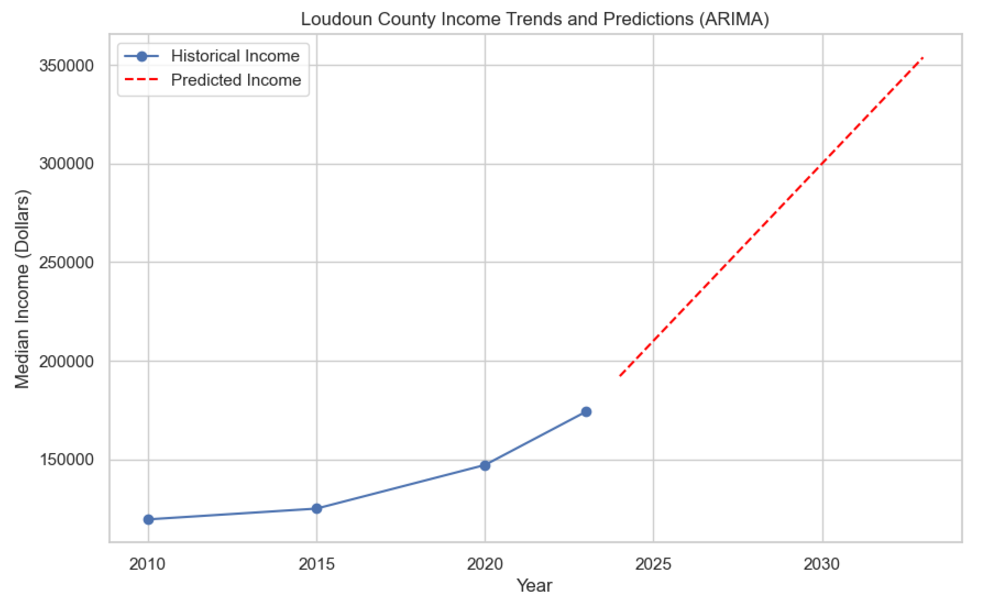 Loudoun County Income Trends and Predictions (ARIMA)
Historical Income
Predicted Income
Median Income (Dollars)
350000
300000
250000
200000
150000
2010 2015 2020 2025 2030
Year